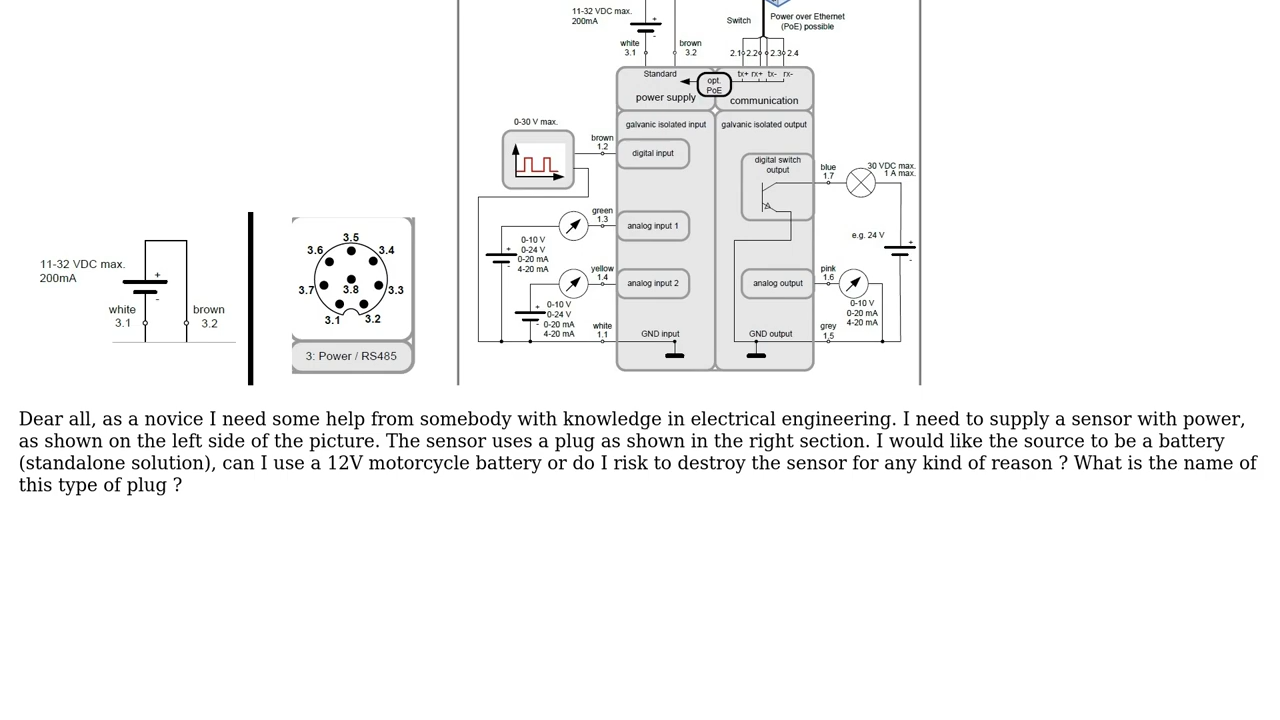 11-32 VDC max.
200mA
Switch
Power over Ethernet
(PoE) possible
white
3.1
brown
3.2
2.1 2.2 2.3 2.4
Standard
tx+ rx+ tx- rx-
opt.
PoE
power supply
communication
0-30 V max.
galvanic isolated input
galvanic isolated output
brown
1.2
digital input
digital switch
output
blue
1.7
30 VDC max.
1 A max.
green
1.3
analog input 1
0-10 V
0-24 V
0-20 mA
4-20 mA
e.g. 24 V
yellow
1.4
analog input 2
analog output
pink
1.6
0-10 V
0-20 mA
4-20 mA
0-10 V
0-24 V
0-20 mA
4-20 mA
white
1.1
GND input
GND output
grey
1.5
11-32 VDC max.
200mA
+
-
white
3.1
brown
3.2
3.5
3.6
3.4
3.7
3.8
3.3
3.1
3.2
3: Power / RS485
Dear all, as a novice I need some help from somebody with knowledge in electrical engineering. I need to supply a sensor with power,
as shown on the left side of the picture. The sensor uses a plug as shown in the right section. I would like the source to be a battery
(standalone solution), can I use a 12V motorcycle battery or do I risk to destroy the sensor for any kind of reason ? What is the name of
this type of plug ?